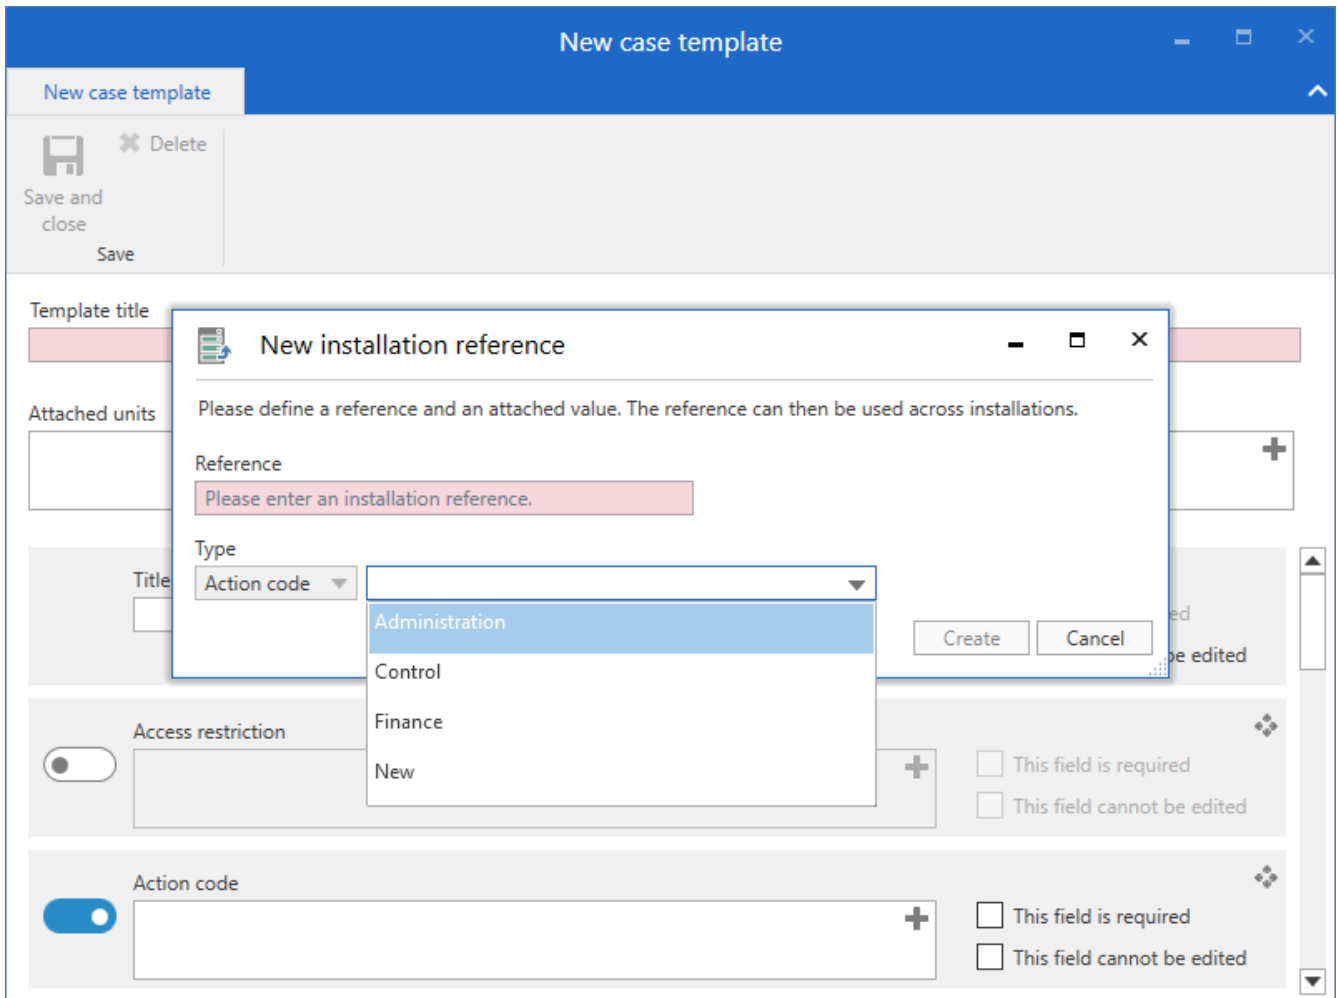 New case template
New case template
Delete
Save and
close
Save
Template title
New installation reference
Please define a reference and an attached value. The reference can then be used across installations.
Attached units
Reference
Please enter an installation reference.
Type
Title
Action code
Administration
ed
Create
Cancel
be edited
Control
Finance
Access restriction
New
This field is required
This field cannot be edited
Action code
This field is required
This field cannot be edited